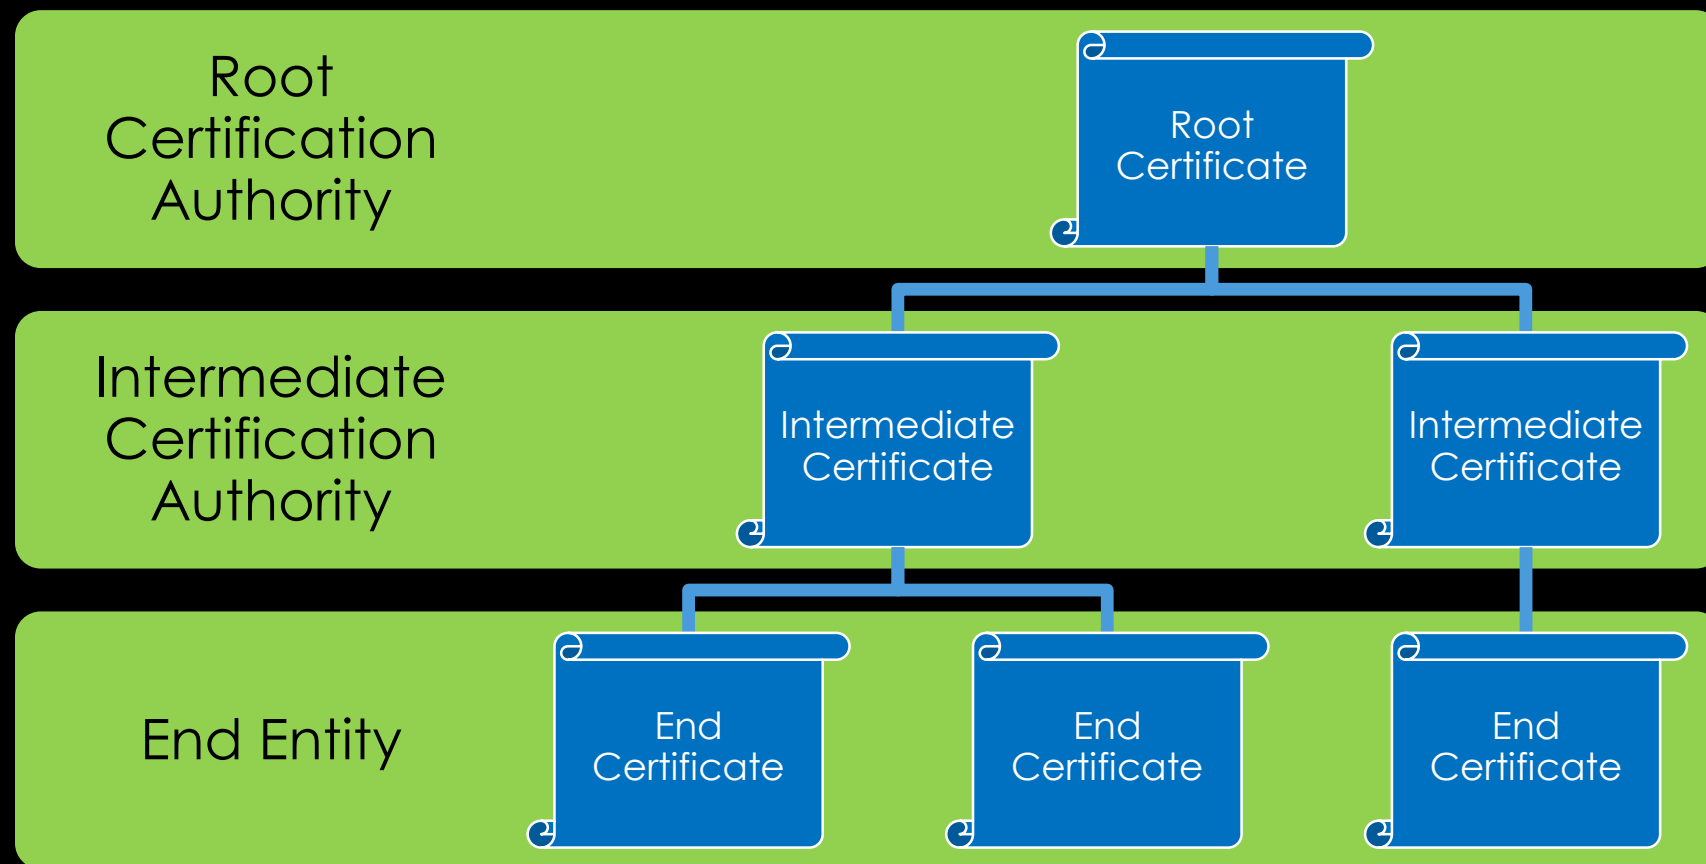 Root
Certification
Authority
Root
Certificate
Intermediate
Certification
Authority
Intermediate
Certificate
Intermediate
Certificate
End Entity
End
Certificate
End
Certificate
End
Certificate